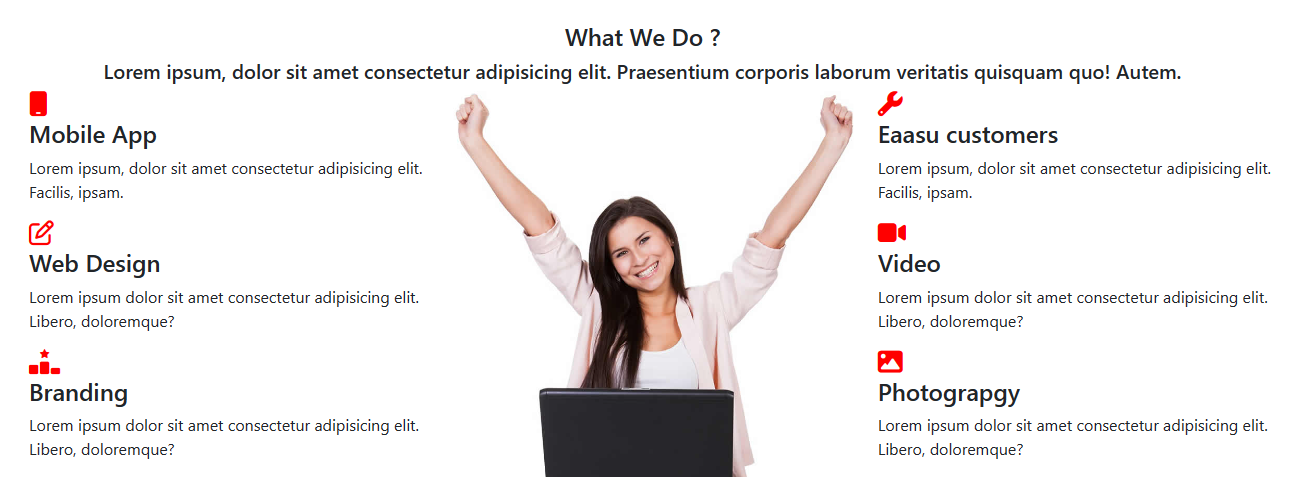 What We Do ?
Lorem ipsum, dolor sit amet consectetur adipisicing elit. Praesentium corporis laborum veritatis quisquam quo! Autem.
Mobile App
Lorem ipsum, dolor sit amet consectetur adipisicing elit.
Facilis, ipsam.
Web Design
Lorem ipsum dolor sit amet consectetur adipisicing elit.
Libero, doloremque?
Branding
Lorem ipsum dolor sit amet consectetur adipisicing elit.
Libero, doloremque?
Eaasu customers
Lorem ipsum, dolor sit amet consectetur adipisicing elit.
Facilis, ipsam.
Video
Lorem ipsum dolor sit amet consectetur adipisicing elit.
Libero, doloremque?
Photograpgy
Lorem ipsum dolor sit amet consectetur adipisicing elit.
Libero, doloremque?